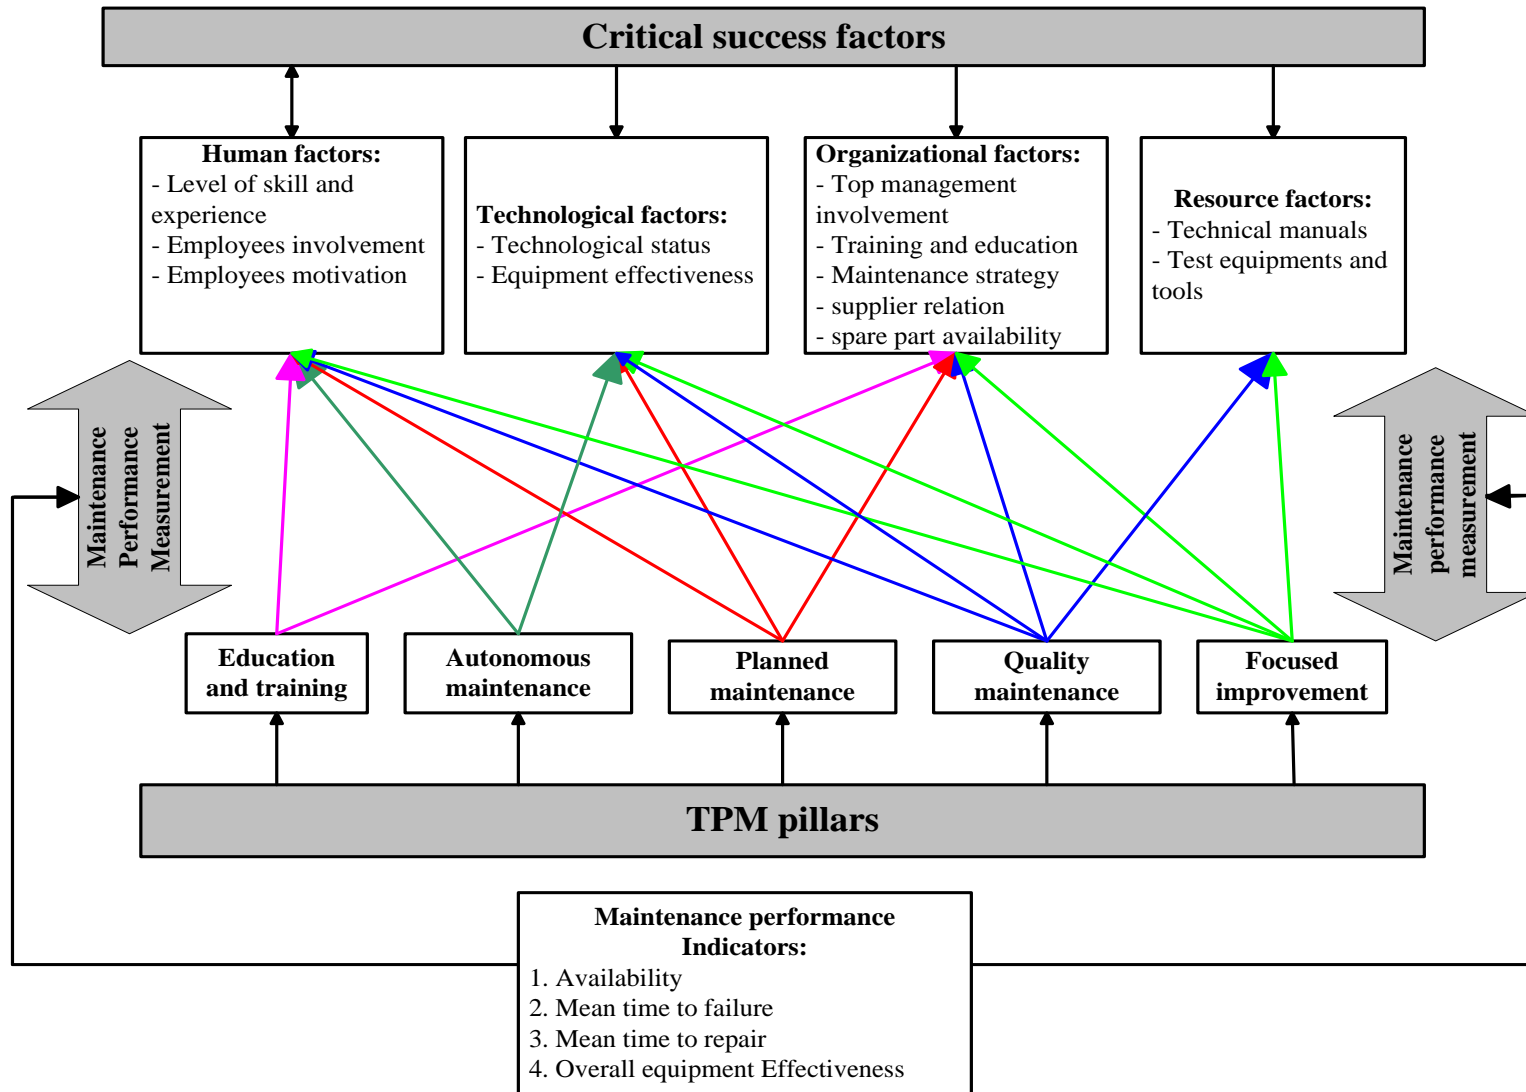 Critical success factors
Human factors:
- Level of skill and
experience
- Employees involvement
- Employees motivation
Technological factors:
- Technological status
- Equipment effectiveness
Organizational factors:
- Top management
involvement
- Training and education
- Maintenance strategy
- supplier relation
- spare part availability
Resource factors:
- Technical manuals
- Test equipments and
tools
Maintenance
Performance
Measurement
Maintenance
performance
measurement
Education
and training
Autonomous
maintenance
Planned
maintenance
Quality
maintenance
Focused
improvement
TPM pillars
Maintenance performance
Indicators:
1. Availability
2. Mean time to failure
3. Mean time to repair
4. Overall equipment Effectiveness